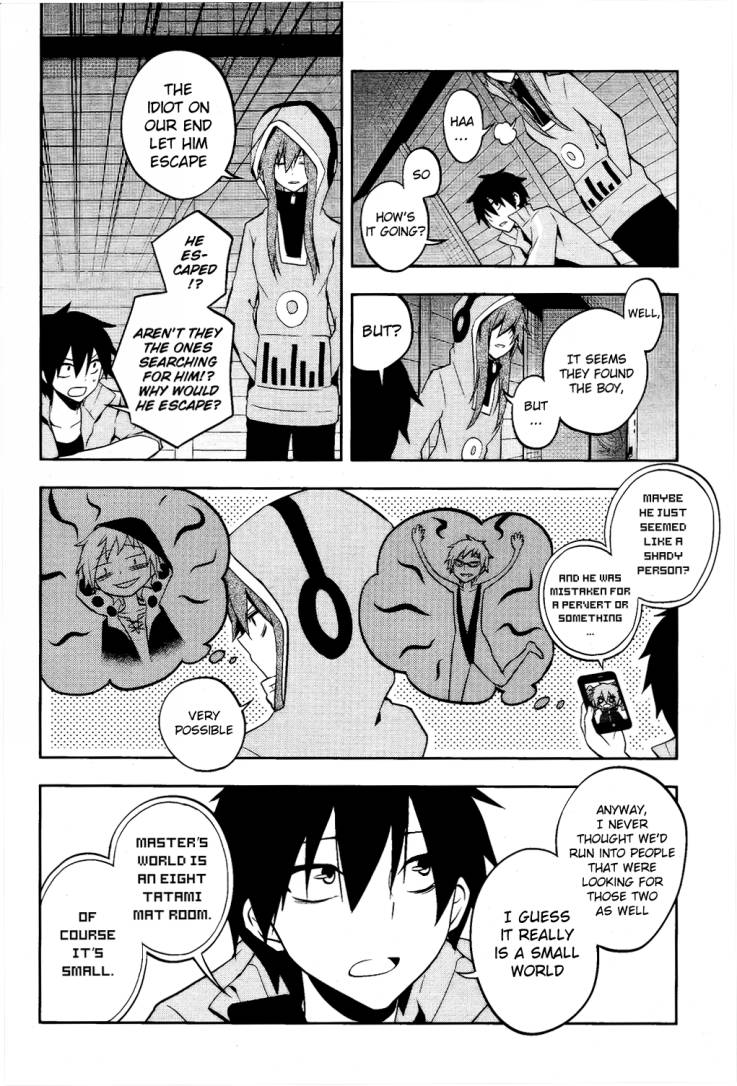 HAA
...
SO
HOW'S
IT GOING?
WELL,
IT SEEMS
THEY FOUND
THE BOY,
BUT
...
BUT?
THE
IDIOT ON
OUR END
LET HIM
ESCAPE
HE
ES-
CAPED
!?
AREN'T THEY
THE ONES
SEARCHING
FOR HIM!?
WHY WOULD
HE ESCAPE?
MAYBE
HE JUST
SEEMED
LIKE A
SHADY
PERSON?
AND HE WAS
MISTAKEN FOR
A PERVERT OR
SOMETHING
...
VERY
POSSIBLE
ANYWAY,
I NEVER
THOUGHT WE'D
RUN INTO PEOPLE
THAT WERE
LOOKING FOR
THOSE TWO
AS WELL
I GUESS
IT REALLY
IS A SMALL
WORLD
MASTER'S
WORLD IS
AN EIGHT
TATAMI
MAT ROOM.
OF
COURSE
IT'S
SMALL.